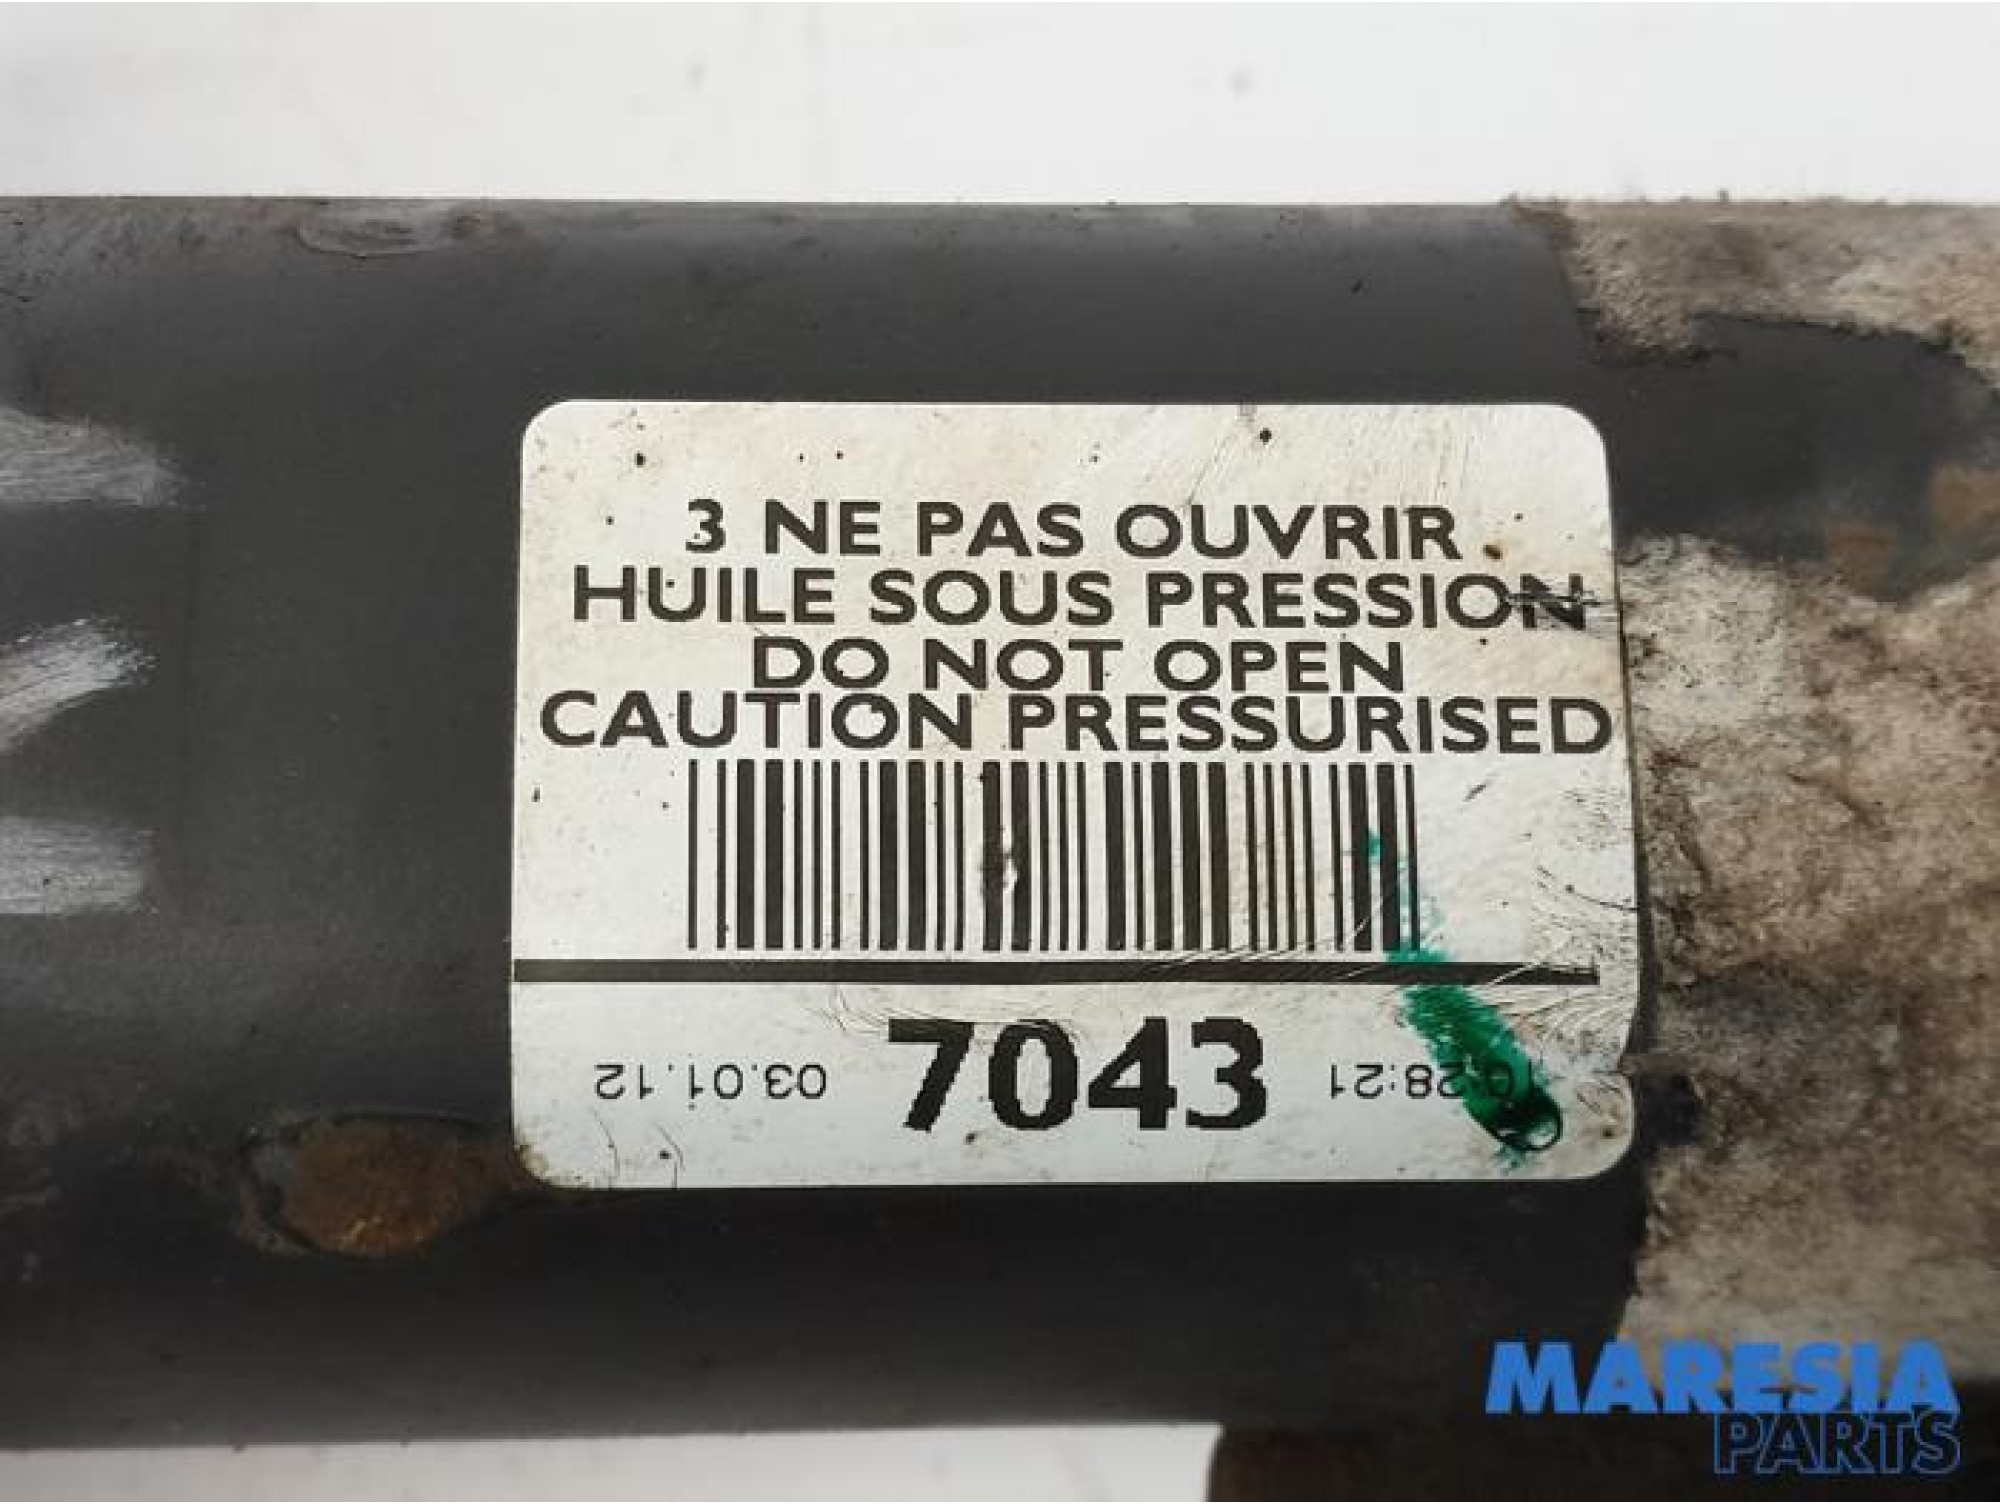 3 NE PAS OUVRIR
HUILE SOUS PRESSION
DO NOT OPEN
CAUTION PRESSURISED
7043
03.01.12
10:28:21
MARESIA
PARTS